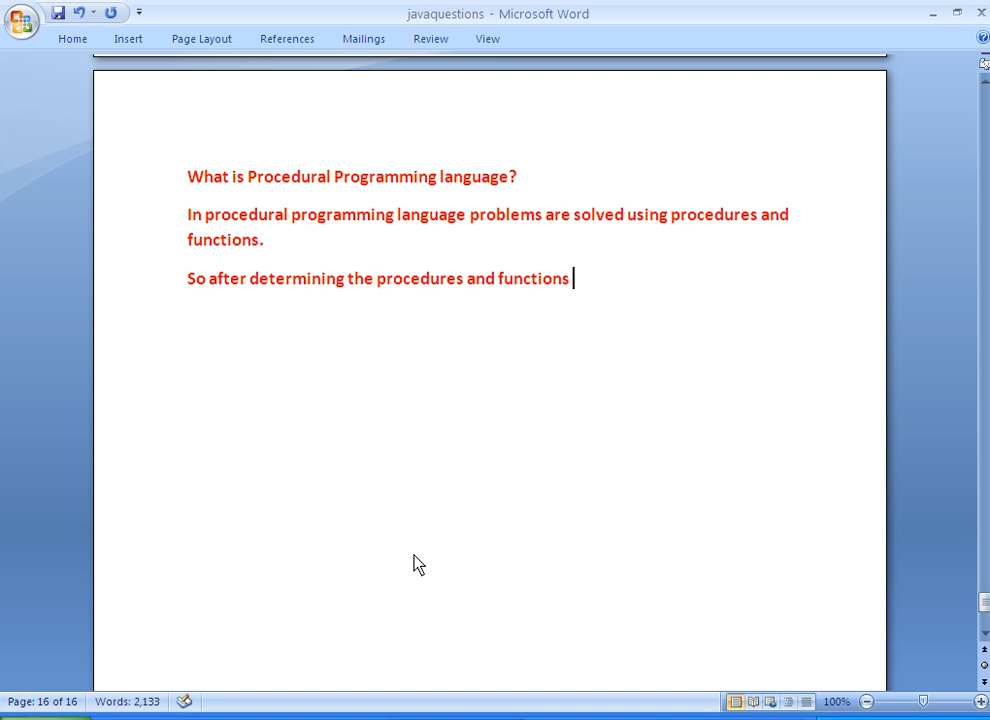 javaquestions - Microsoft Word
Home Insert Page Layout References Mailings Review View
What is Procedural Programming language?
In procedural programming language problems are solved using procedures and
functions.
So after determining the procedures and functions
Page: 16 of 16 Words: 2,133 100%